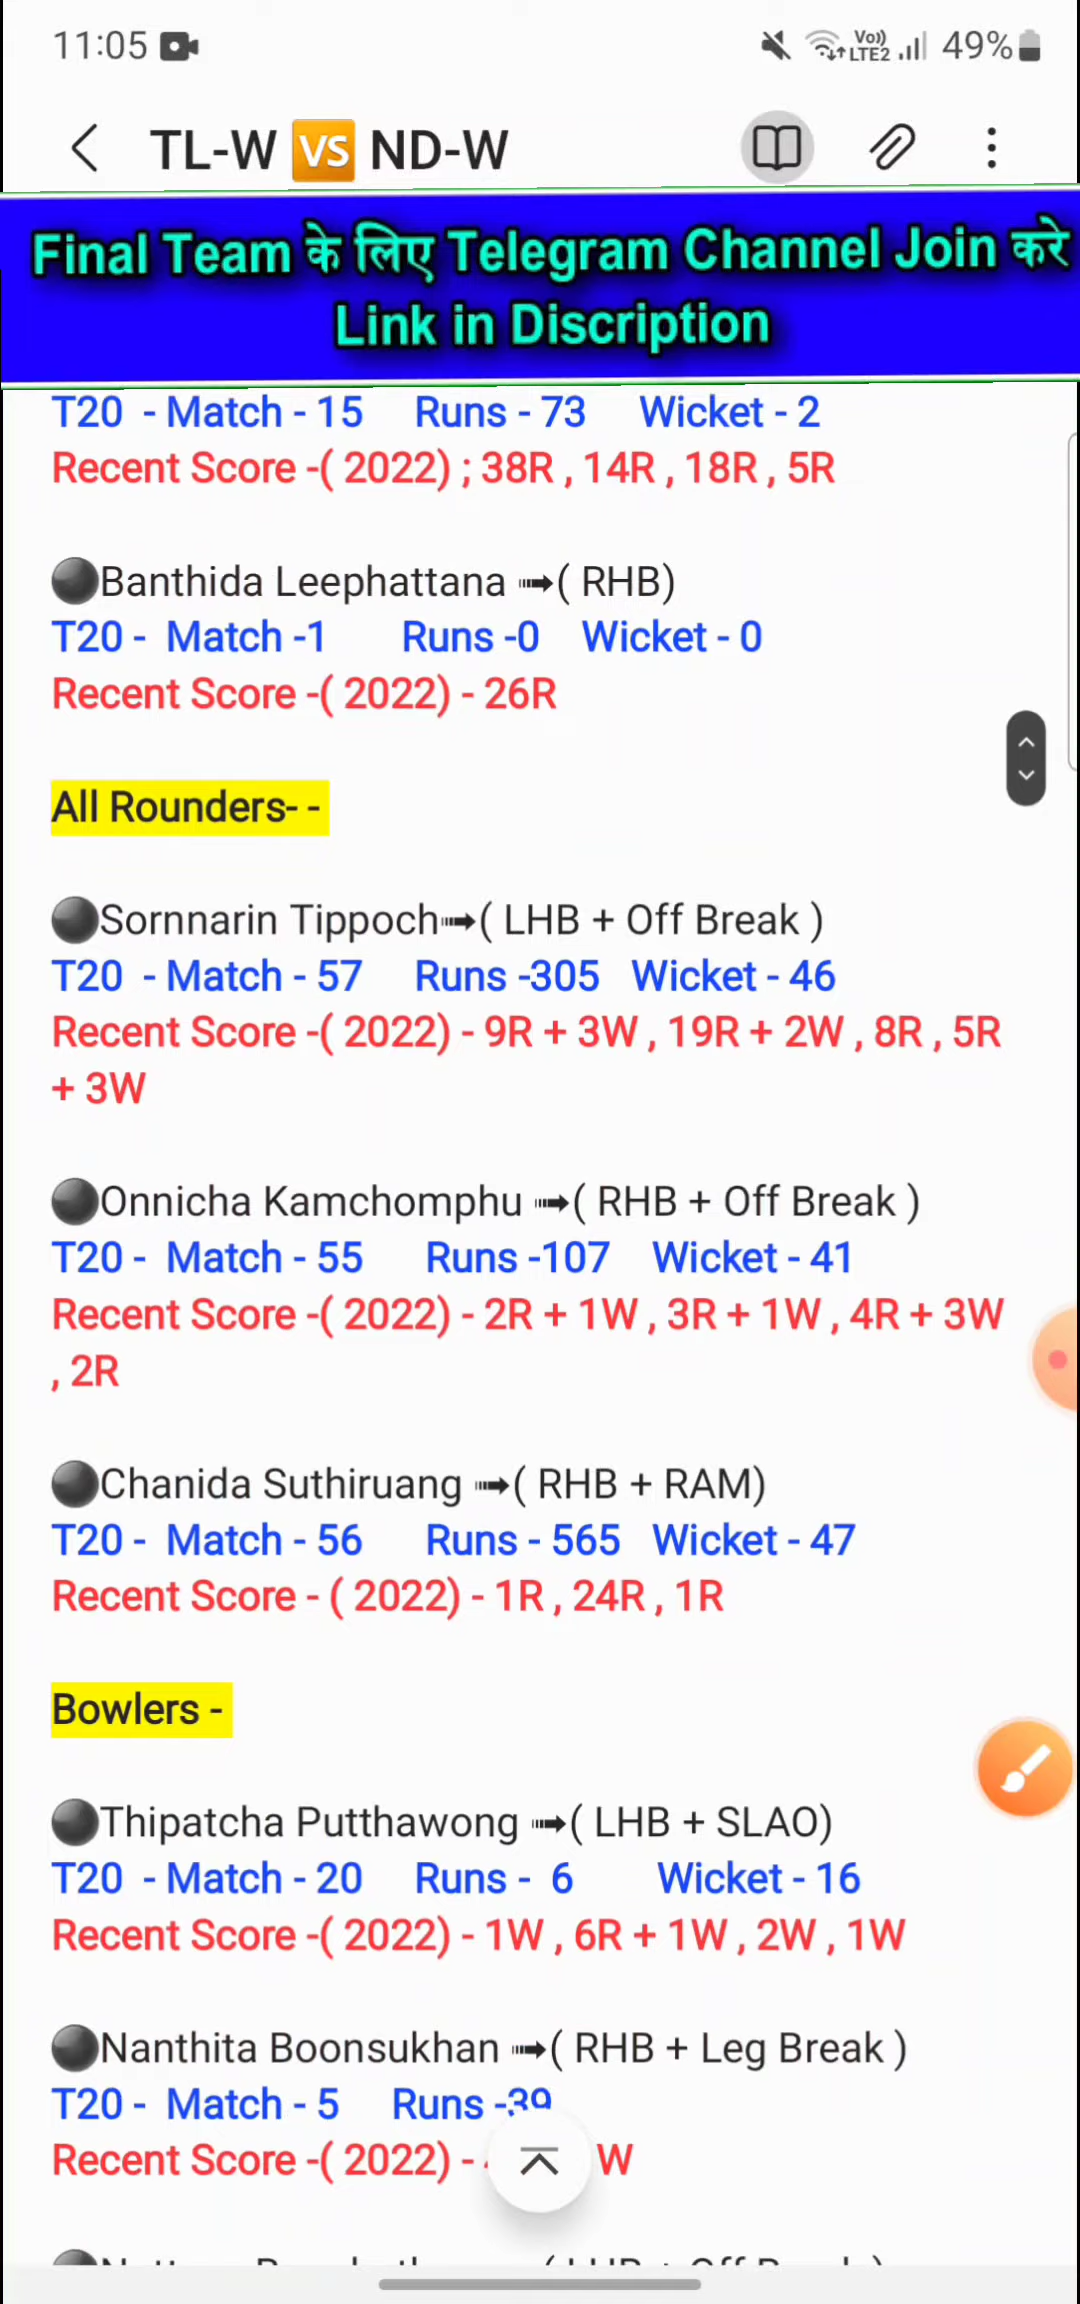 11:05 Vo)) LTE2 49%
TL-W VS ND-W
Final Team के लिए Telegram Channel Join करे
Link in Discription
T20 - Match - 15 Runs - 73 Wicket - 2
Recent Score -( 2022) ; 38R , 14R , 18R , 5R
Banthida Leephattana ➟( RHB)
T20 - Match -1 Runs -0 Wicket - 0
Recent Score -( 2022) - 26R
All Rounders- -
Sornnarin Tippoch➟( LHB + Off Break )
T20 - Match - 57 Runs -305 Wicket - 46
Recent Score -( 2022) - 9R + 3W , 19R + 2W , 8R , 5R
+ 3W
Onnicha Kamchomphu ➟( RHB + Off Break )
T20 - Match - 55 Runs -107 Wicket - 41
Recent Score -( 2022) - 2R + 1W , 3R + 1W , 4R + 3W
, 2R
Chanida Suthiruang ➟( RHB + RAM)
T20 - Match - 56 Runs - 565 Wicket - 47
Recent Score - ( 2022) - 1R , 24R , 1R
Bowlers -
Thipatcha Putthawong ➟( LHB + SLAO)
T20 - Match - 20 Runs - 6 Wicket - 16
Recent Score -( 2022) - 1W , 6R + 1W , 2W , 1W
Nanthita Boonsukhan ➟( RHB + Leg Break )
T20 - Match - 5 Runs -39
Recent Score -( 2022) - W